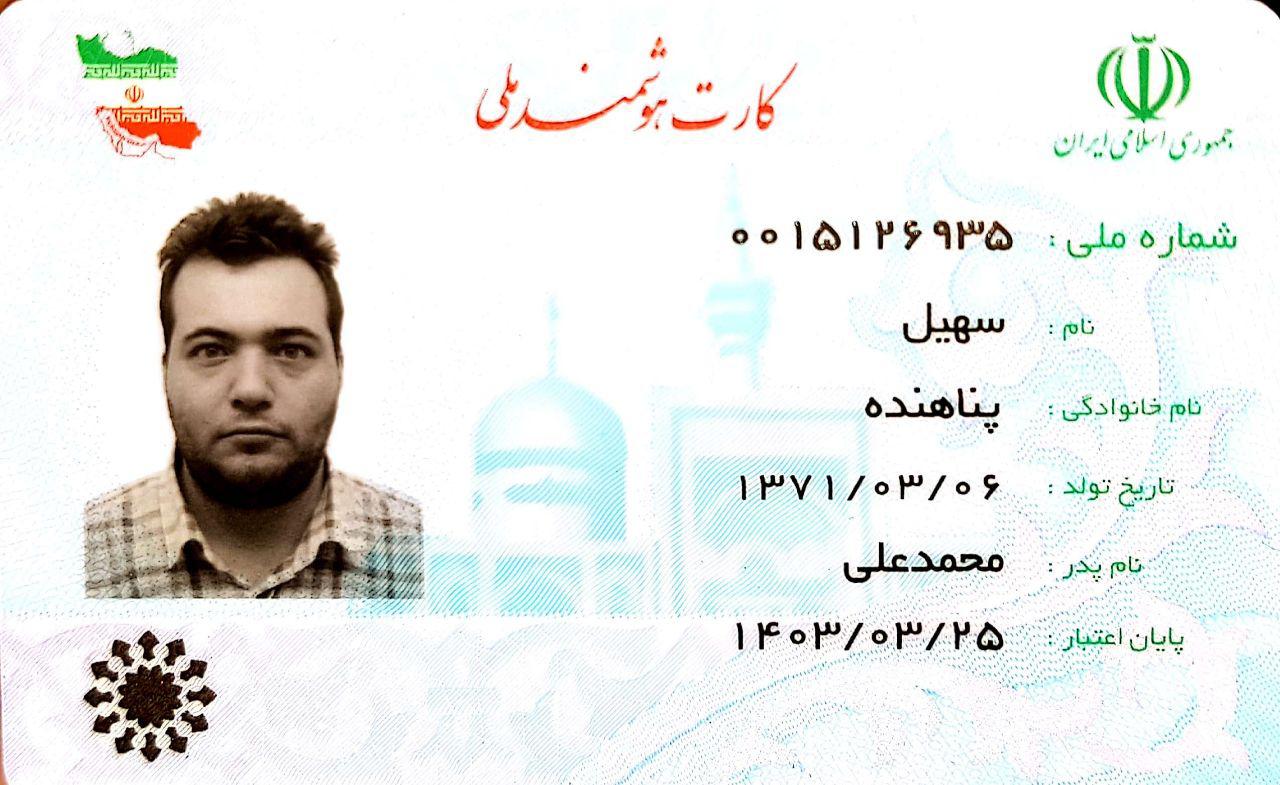 جمهوری اسلامی ایران
کارت هوشمند ملی
شماره ملی : ۰۰۱۵۱۲۶۹۳۵
نام : سهیل
نام خانوادگی : پناهنده
تاریخ تولد : ۱۳۷۱/۰۳/۰۶
نام پدر : محمدعلی
پایان اعتبار : ۱۴۰۳/۰۳/۲۵